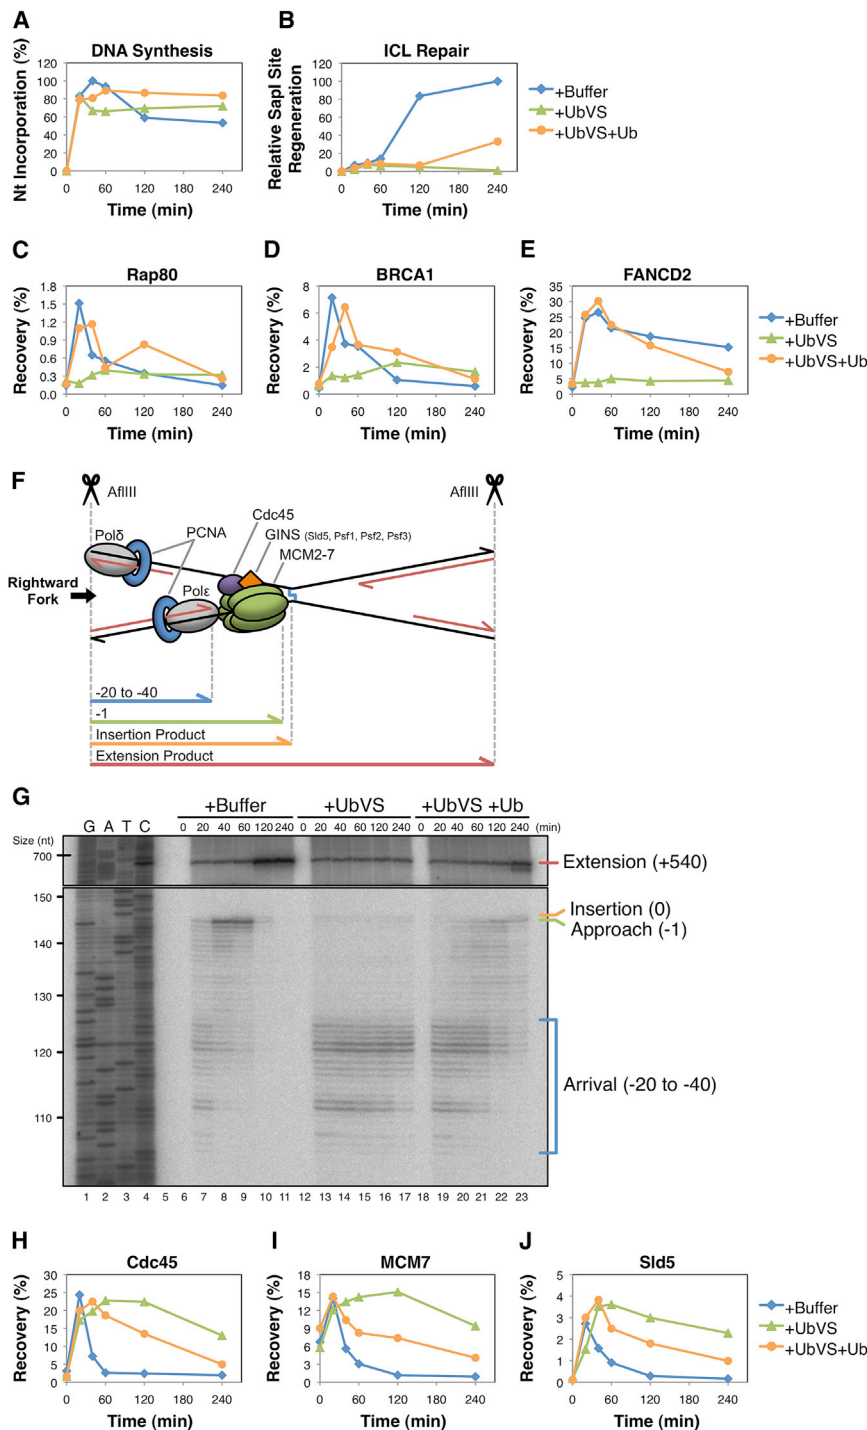 A
DNA Synthesis
Nt Incorporation (%)
120
100
80
60
40
20
0
0 60 120 180 240
Time (min)
B
ICL Repair
Relative SapI Site
Regeneration
120
100
80
60
40
20
0
0 60 120 180 240
Time (min)
+Buffer
+UbVS
+UbVS+Ub
C
Rap80
Recovery (%)
1.8
1.5
1.2
0.9
0.6
0.3
0.0
0 60 120 180 240
Time (min)
D
BRCA1
Recovery (%)
8
6
4
2
0
0 60 120 180 240
Time (min)
E
FANCD2
Recovery (%)
35
30
25
20
15
10
5
0
0 60 120 180 240
Time (min)
+Buffer
+UbVS
+UbVS+Ub
F
AflIII
AflIII
Cdc45
GINS (Sld5, Psf1, Psf2, Psf3)
MCM2-7
Polδ
PCNA
Polε
Rightward
Fork
-20 to -40
-1
Insertion Product
Extension Product
G
+Buffer +UbVS +UbVS +Ub
G A T C
0 20 40 60 120 240 0 20 40 60 120 240 0 20 40 60 120 240 (min)
Size (nt)
700
Extension (+540)
150
Insertion (0)
Approach (-1)
140
130
120
Arrival (-20 to -40)
110
1 2 3 4 5 6 7 8 9 10 11 12 13 14 15 16 17 18 19 20 21 22 23
H
Cdc45
Recovery (%)
30
25
20
15
10
5
0
0 60 120 180 240
Time (min)
I
MCM7
Recovery (%)
18
15
12
9
6
3
0
0 60 120 180 240
Time (min)
J
Sld5
Recovery (%)
5
4
3
2
1
0
0 60 120 180 240
Time (min)
+Buffer
+UbVS
+UbVS+Ub